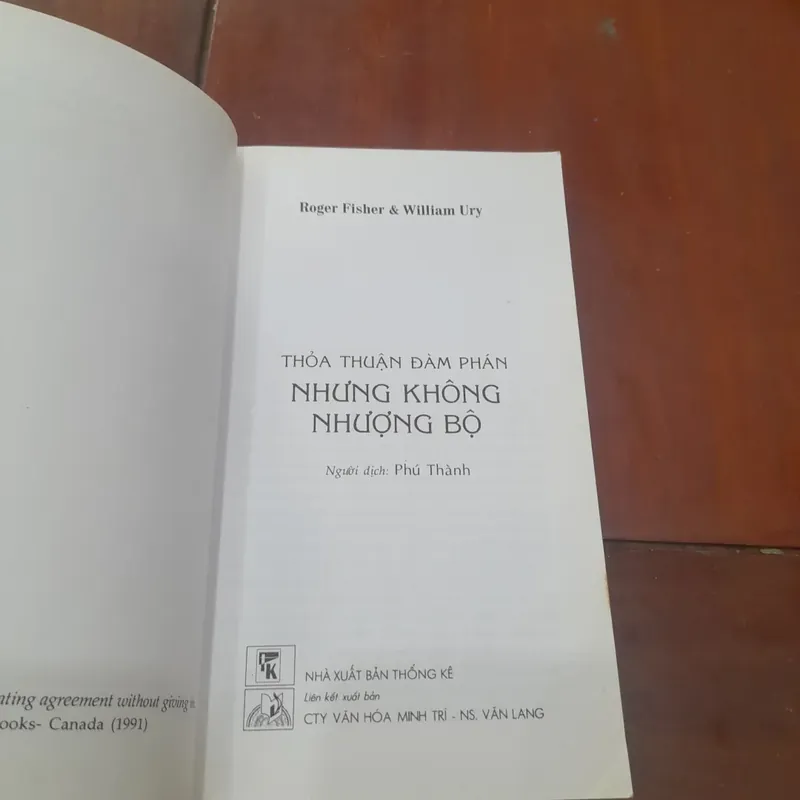 ating agreement without giving in.
ooks- Canada (1991)
Roger Fisher & William Ury
THỎA THUẬN ĐÀM PHÁN
NHƯNG KHÔNG
NHƯỢNG BỘ
Người dịch: Phú Thành
NHÀ XUẤT BẢN THỐNG KÊ
Liên kết xuất bản
CTY VĂN HÓA MINH TRÍ - NS. VĂN LANG